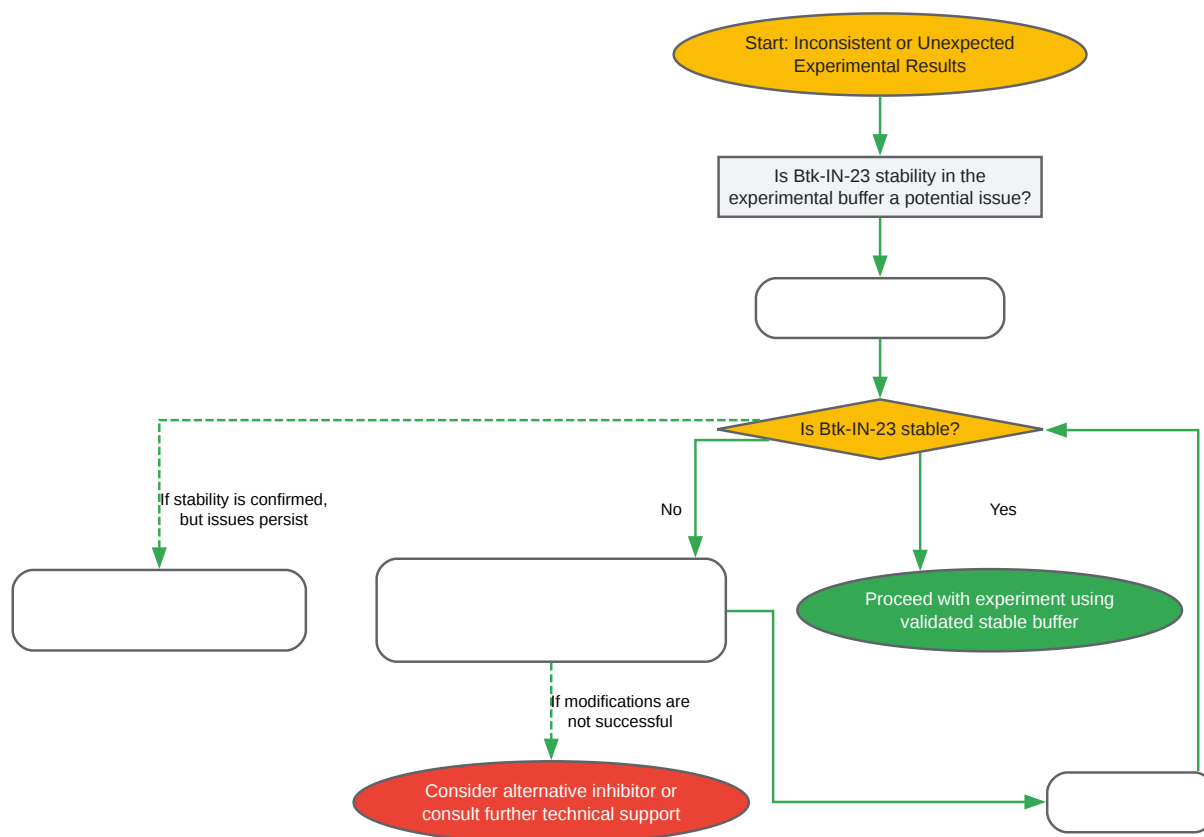 Start: Inconsistent or Unexpected
Experimental Results
Is Btk-IN-23 stability in the
experimental buffer a potential issue?
Is Btk-IN-23 stable?
If stability is confirmed,
but issues persist
No
Yes
Proceed with experiment using
validated stable buffer
If modifications are
not successful
Consider alternative inhibitor or
consult further technical support